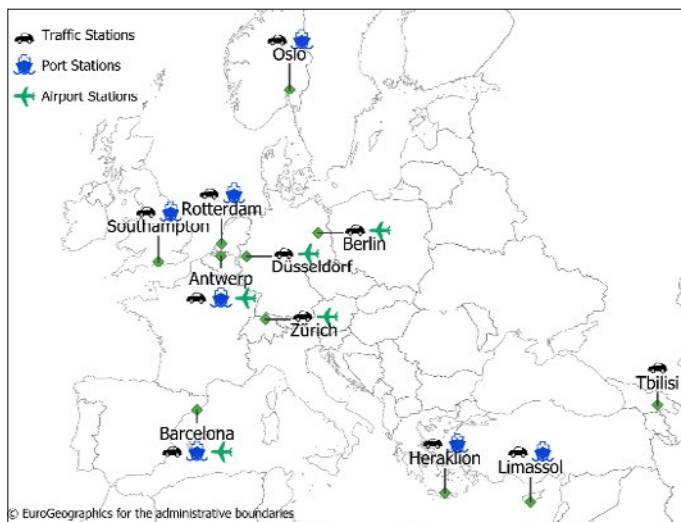 Traffic Stations
Port Stations
Airport Stations
Oslo
Rotterdam
Southampton
Berlin
Düsseldorf
Antwerp
Zürich
Tbilisi
Barcelona
Heraklion
Limassol
© EuroGeographics for the administrative boundaries